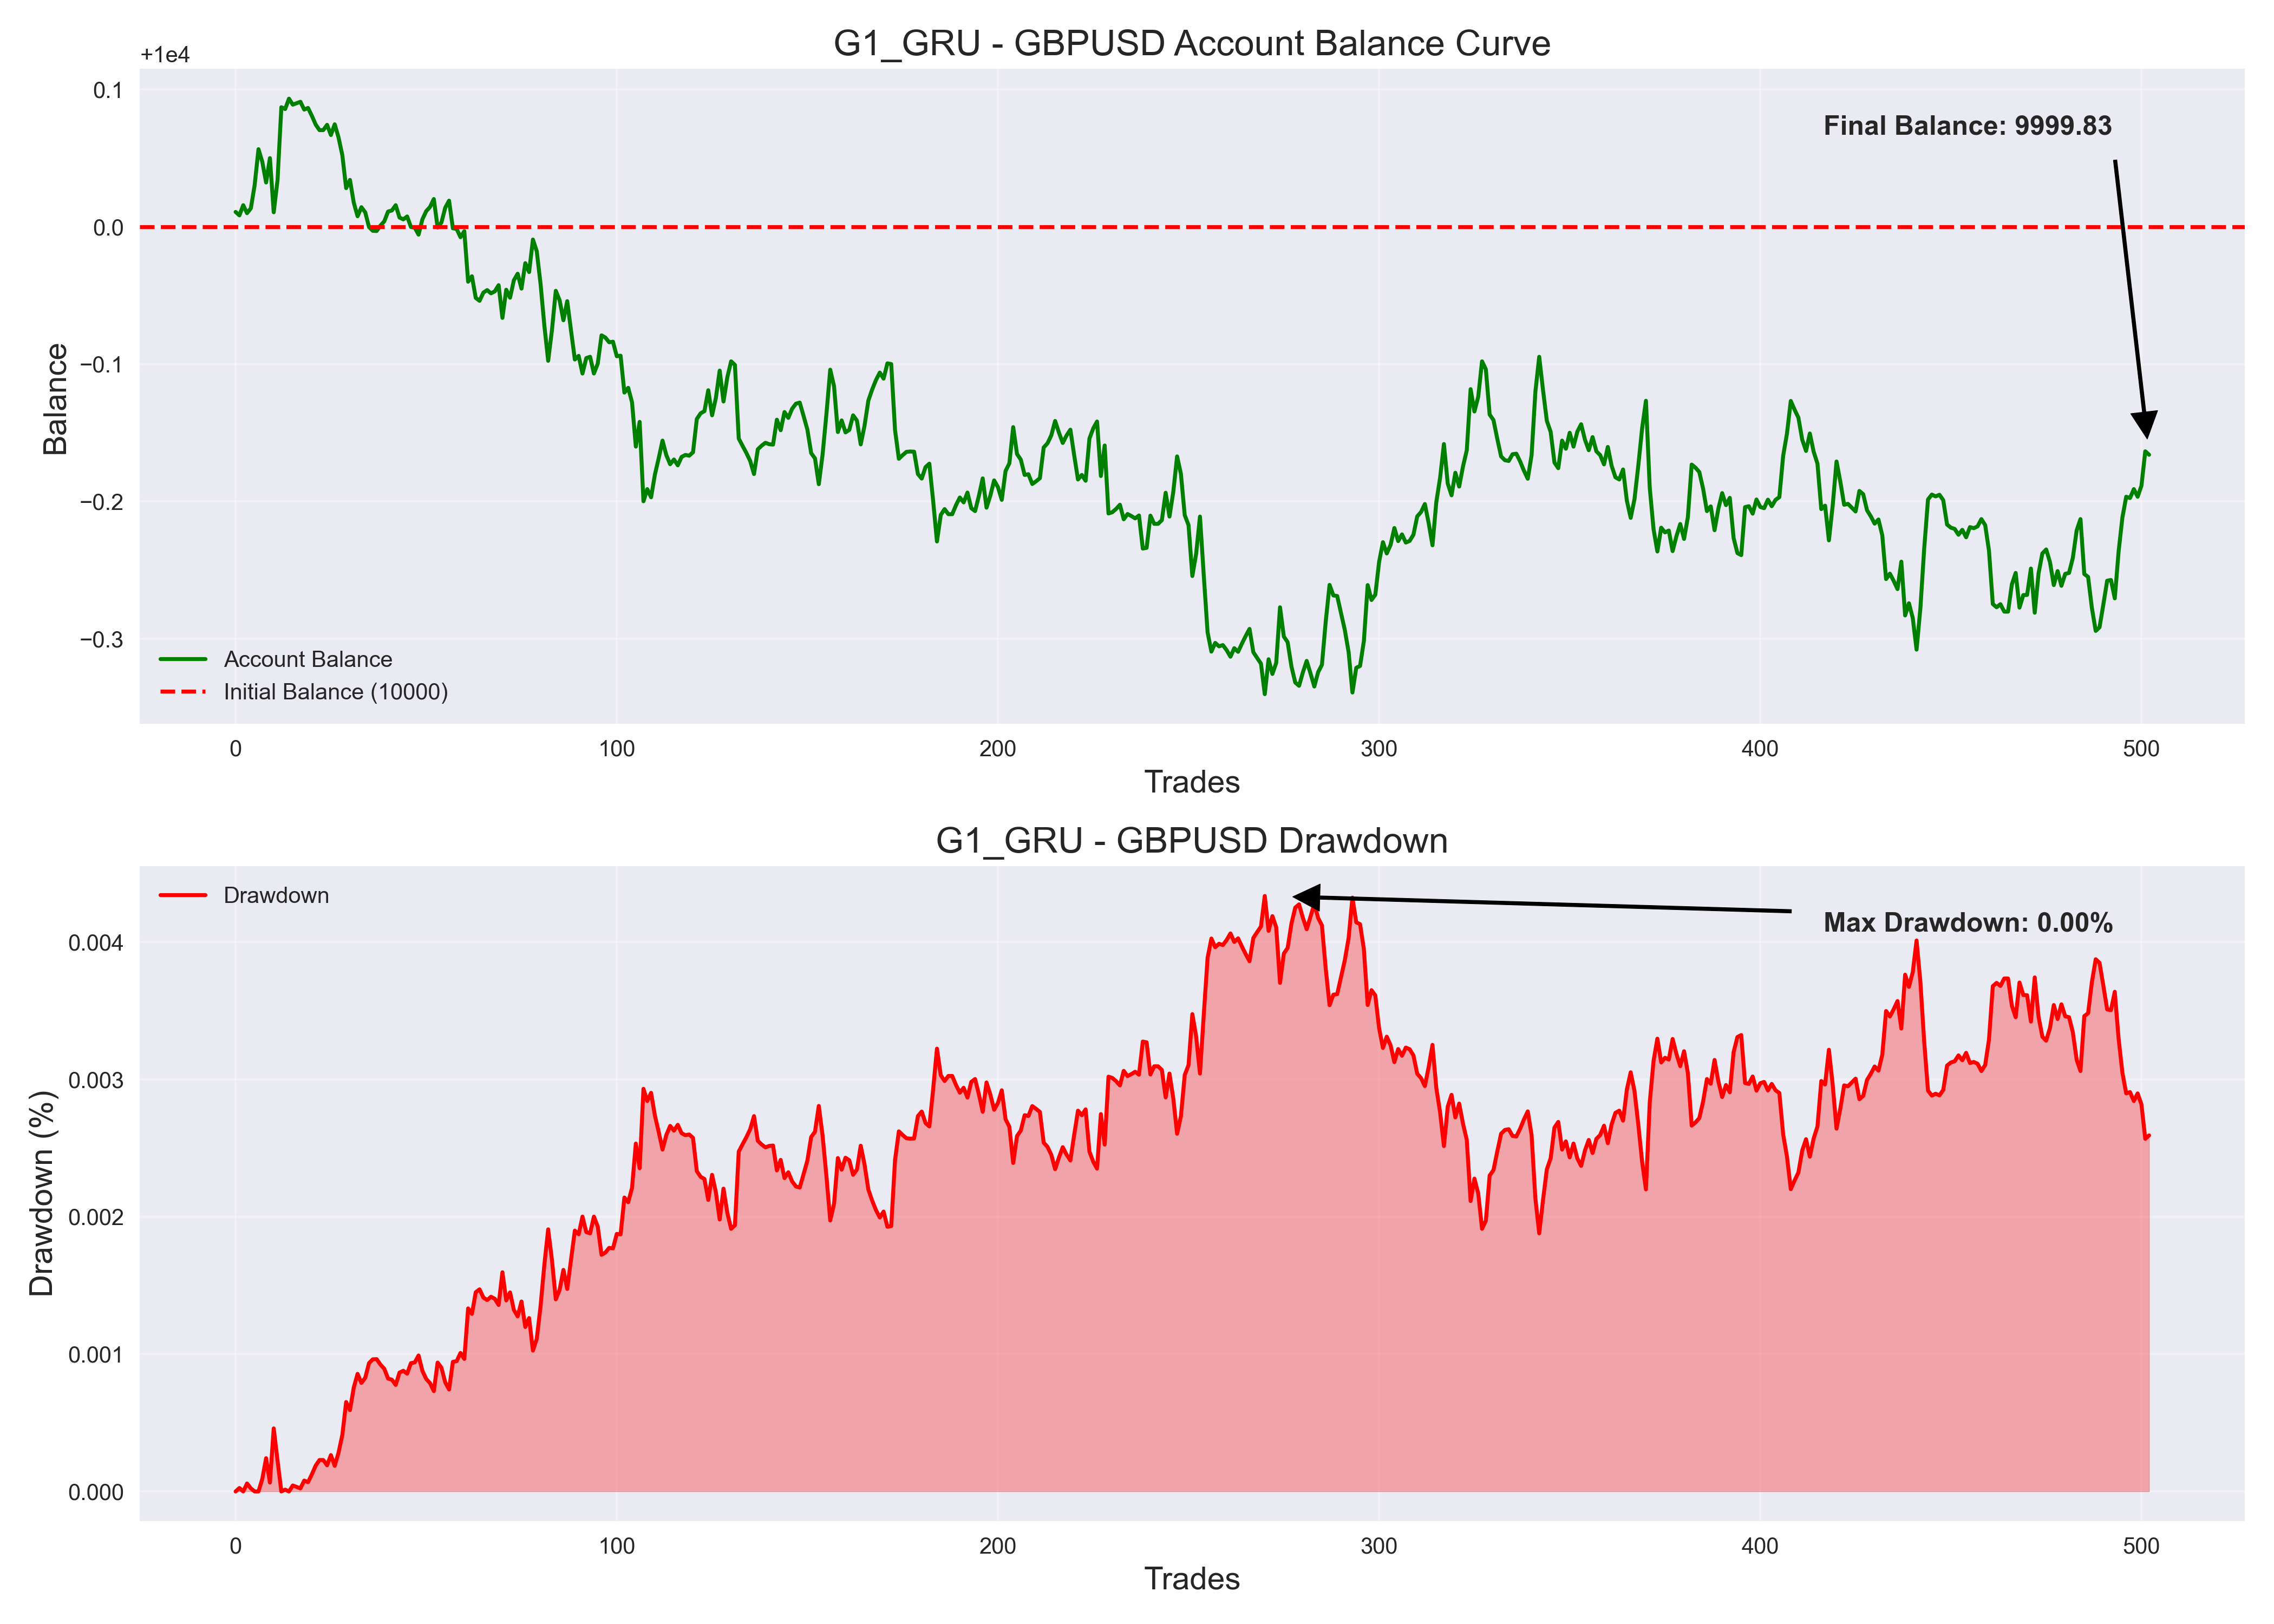 G1_GRU - GBPUSD Account Balance Curve
+1e4
0.1
Final Balance: 9999.83
0.0
−0.1
Balance
−0.2
−0.3
Account Balance
Initial Balance (10000)
0 100 200 300 400 500
Trades
G1_GRU - GBPUSD Drawdown
Drawdown
Max Drawdown: 0.00%
0.004
0.003
Drawdown (%)
0.002
0.001
0.000
0 100 200 300 400 500
Trades